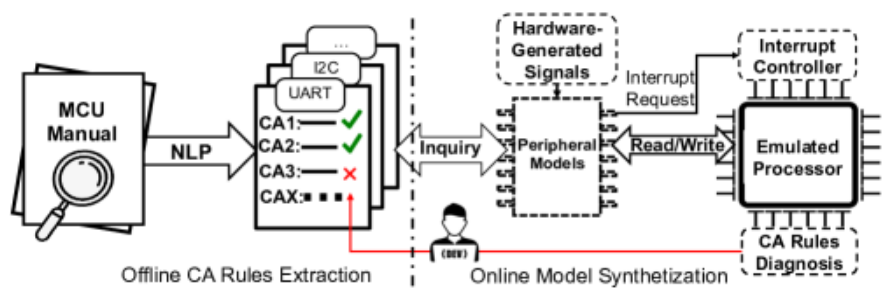 MCU
Manual
NLP
...
I2C
UART
CA1:
CA2:
CA3:
CAX:
Inquiry
Hardware-
Generated
Signals
Peripheral
Models
Interrupt
Request
Read/Write
Interrupt
Controller
Emulated
Processor
CA Rules
Diagnosis
(DEV)
Offline CA Rules Extraction
Online Model Synthetization